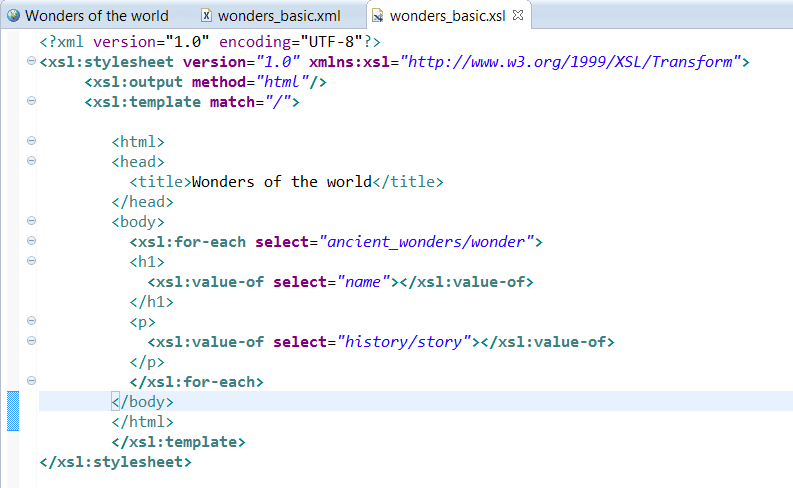 Wonders of the world wonders_basic.xml wonders_basic.xsl
<?xml version="1.0" encoding="UTF-8"?>
<xsl:stylesheet version="1.0" xmlns:xsl="http://www.w3.org/1999/XSL/Transform">
<xsl:output method="html"/>
<xsl:template match="/">
<html>
<head>
<title>Wonders of the world</title>
</head>
<body>
<xsl:for-each select="ancient_wonders/wonder">
<h1>
<xsl:value-of select="name"></xsl:value-of>
</h1>
<p>
<xsl:value-of select="history/story"></xsl:value-of>
</p>
</xsl:for-each>
</body>
</html>
</xsl:template>
</xsl:stylesheet>